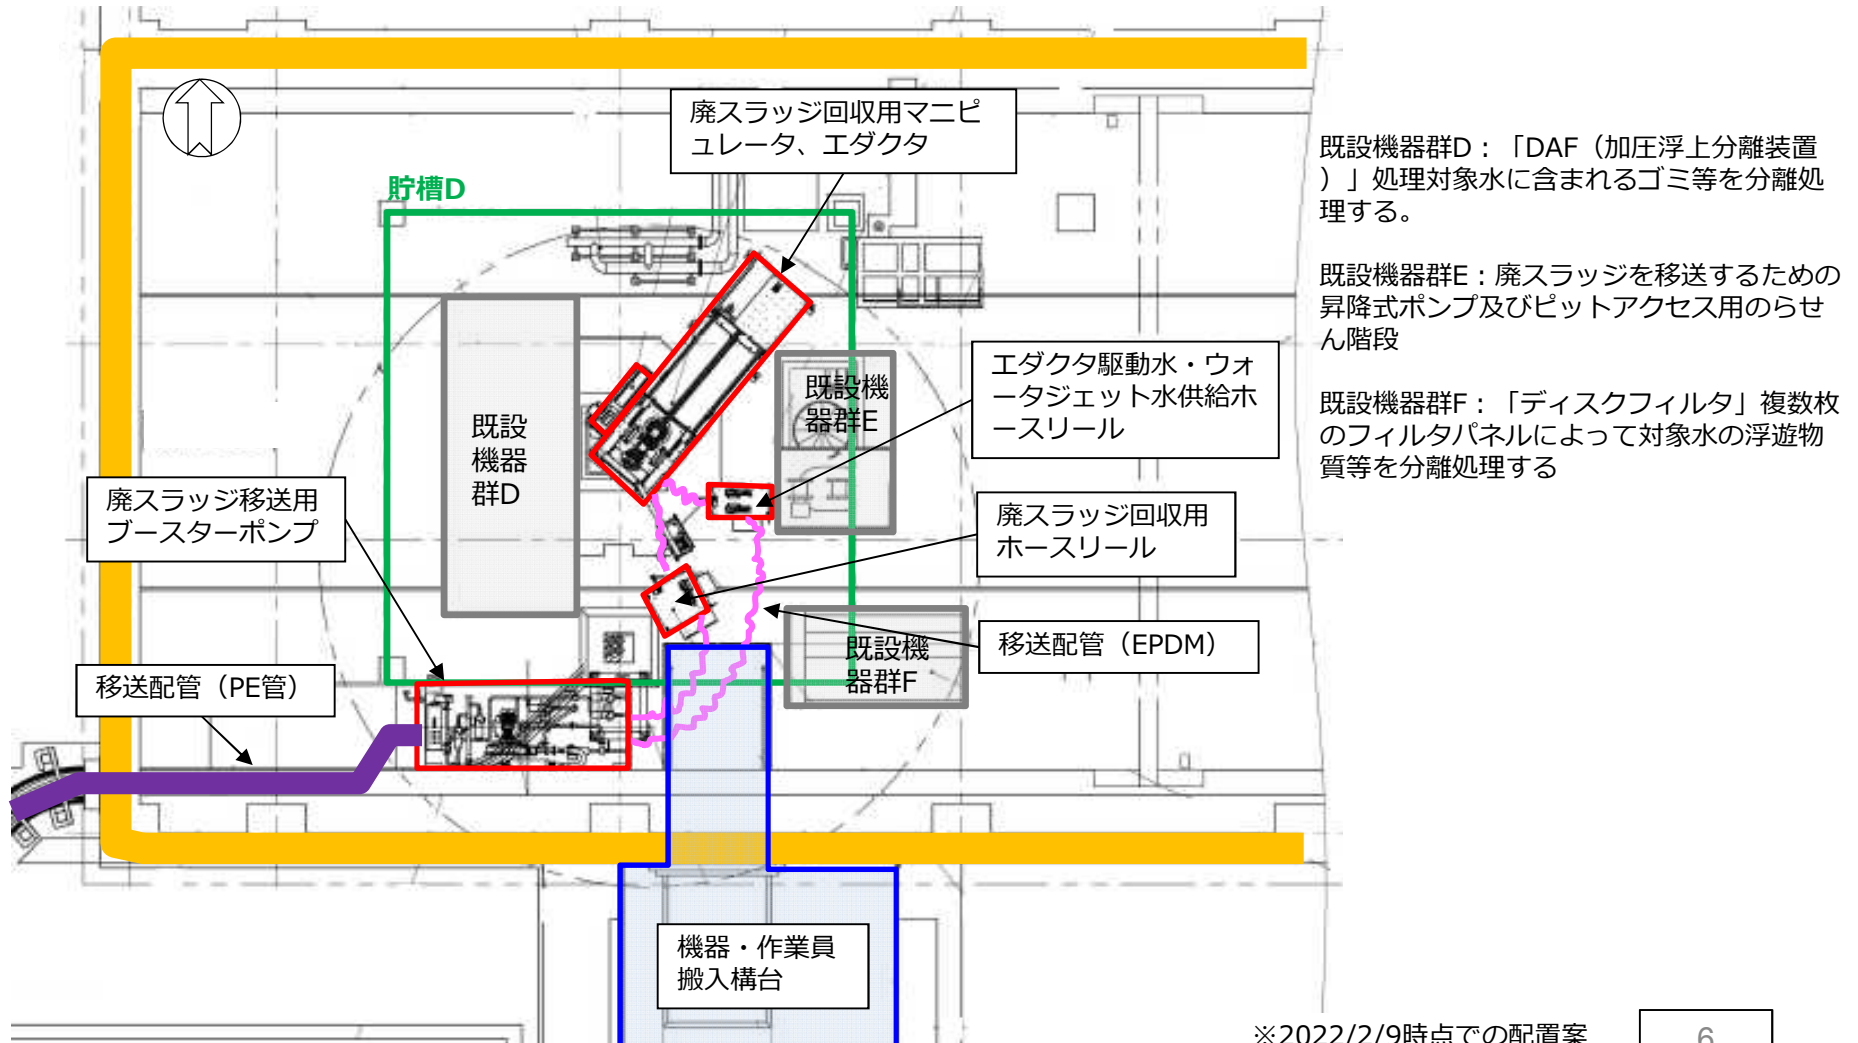 廃スラッジ回収用マニピ
ュレータ、エダクタ
貯槽D
既設機器群D：「DAF（加圧浮上分離装置
）」処理対象水に含まれるゴミ等を分離処
理する。
既設機器群E：廃スラッジを移送するための
昇降式ポンプ及びピットアクセス用のらせ
ん階段
既設機器群F：「ディスクフィルタ」複数枚
のフィルタパネルによって対象水の浮遊物
質等を分離処理する
エダクタ駆動水・ウォ
ータジェット水供給ホ
ースリール
既設機
器群E
既設
機器
群D
廃スラッジ移送用
ブースターポンプ
廃スラッジ回収用
ホースリール
移送配管（EPDM）
既設機
器群F
移送配管（PE管）
機器・作業員
搬入構台
※2022/2/9時点での配置案
6